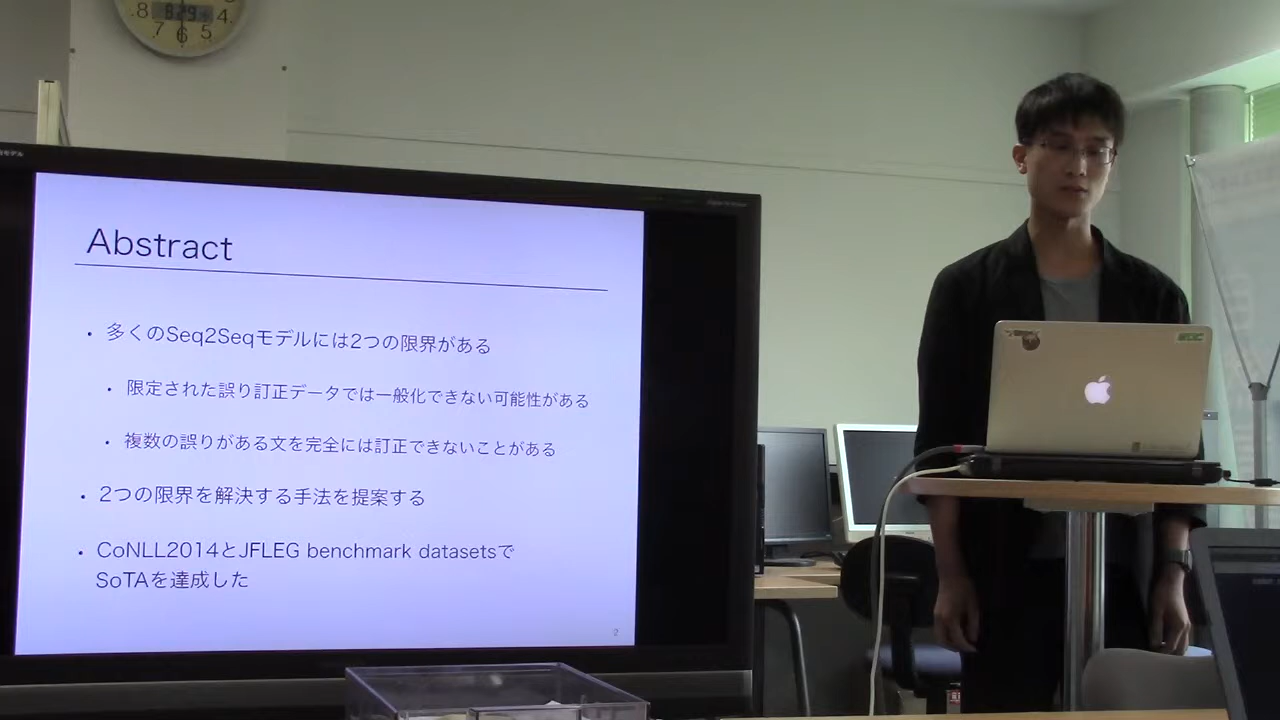 8 829 4
7 6 5
Abstract
・多くのSeq2Seqモデルには2つの限界がある
・限定された誤り訂正データでは一般化できない可能性がある
・複数の誤りがある文を完全には訂正できないことがある
・2つの限界を解決する手法を提案する
・CoNLL2014とJFLEG benchmark datasetsで
SoTAを達成した
2